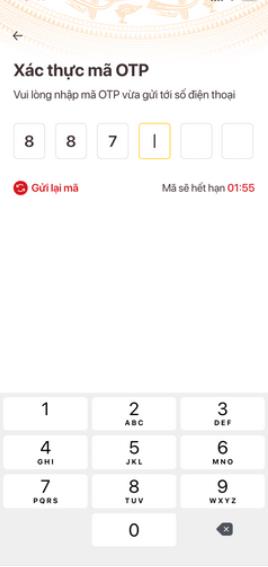 Xác thực mã OTP
Vui lòng nhập mã OTP vừa gửi tới số điện thoại
8 8 7
Gửi lại mã Mã sẽ hết hạn 01:55
1 2 3
ABC DEF
4 5 6
GHI JKL MNO
7 8 9
PQRS TUV WXYZ
0